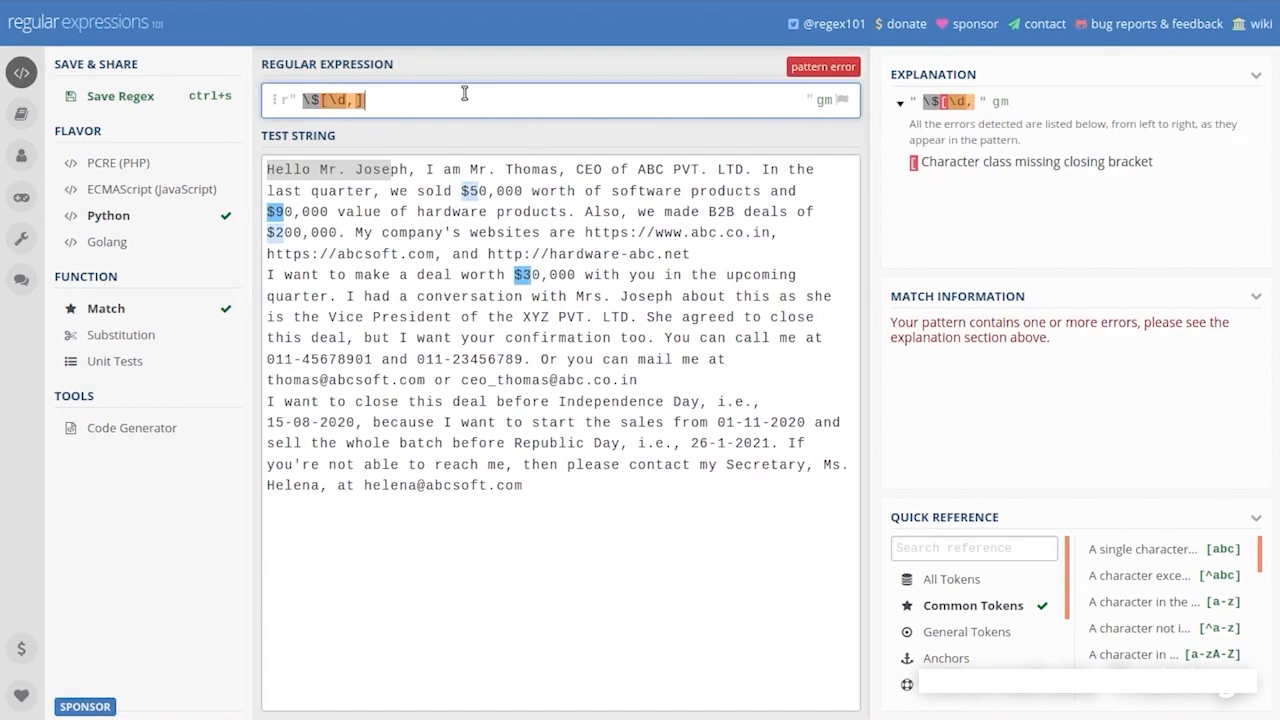 regular expressions 101
@regex101 $ donate sponsor contact bug reports & feedback wiki
SAVE & SHARE
Save Regex ctrl+s
FLAVOR
PCRE (PHP)
ECMAScript (JavaScript)
Python
Golang
FUNCTION
Match
Substitution
Unit Tests
TOOLS
Code Generator
SPONSOR
REGULAR EXPRESSION
pattern error
r" \$[\d,] " gm
TEST STRING
Hello Mr. Joseph, I am Mr. Thomas, CEO of ABC PVT. LTD. In the
last quarter, we sold $50,000 worth of software products and
$90,000 value of hardware products. Also, we made B2B deals of
$200,000. My company's websites are https://www.abc.co.in,
https://abcsoft.com, and http://hardware-abc.net
I want to make a deal worth $30,000 with you in the upcoming
quarter. I had a conversation with Mrs. Joseph about this as she
is the Vice President of the XYZ PVT. LTD. She agreed to close
this deal, but I want your confirmation too. You can call me at
011-45678901 and 011-23456789. Or you can mail me at
thomas@abcsoft.com or ceo_thomas@abc.co.in
I want to close this deal before Independence Day, i.e.,
15-08-2020, because I want to start the sales from 01-11-2020 and
sell the whole batch before Republic Day, i.e., 26-1-2021. If
you're not able to reach me, then please contact my Secretary, Ms.
Helena, at helena@abcsoft.com
EXPLANATION
" \$[\d, " gm
All the errors detected are listed below, from left to right, as they
appear in the pattern.
[ Character class missing closing bracket
MATCH INFORMATION
Your pattern contains one or more errors, please see the
explanation section above.
QUICK REFERENCE
Search reference
All Tokens
Common Tokens
General Tokens
Anchors
A single character... [abc]
A character exce... [^abc]
A character in the ... [a-z]
A character not i... [^a-z]
A character in ... [a-zA-Z]